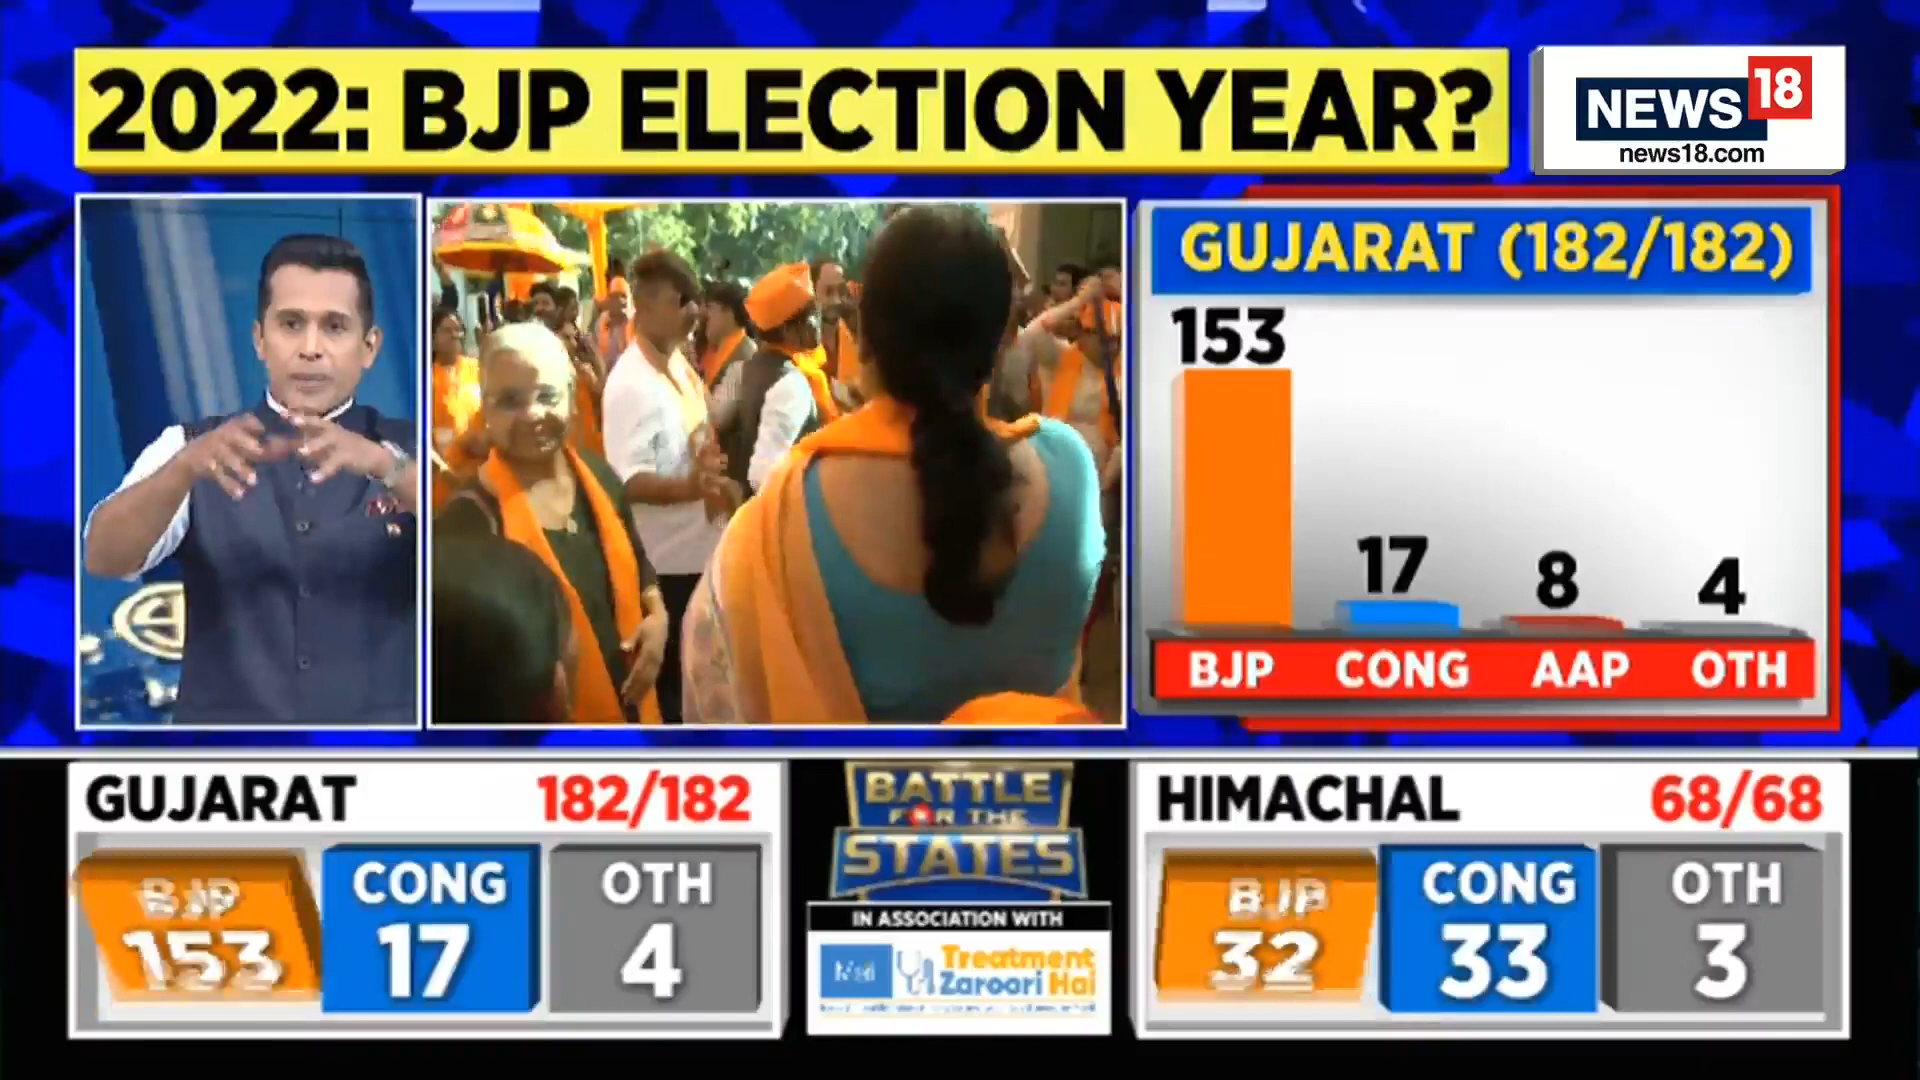 2022: BJP ELECTION YEAR?
NEWS 18
news18.com
GUJARAT (182/182)
153
17
8
4
BJP CONG AAP OTH
GUJARAT 182/182
BJP CONG OTH
153 17 4
BATTLE
FOR THE
STATES
IN ASSOCIATION WITH
Treatment
Zaroori Hai
HIMACHAL 68/68
BJP CONG OTH
32 33 3